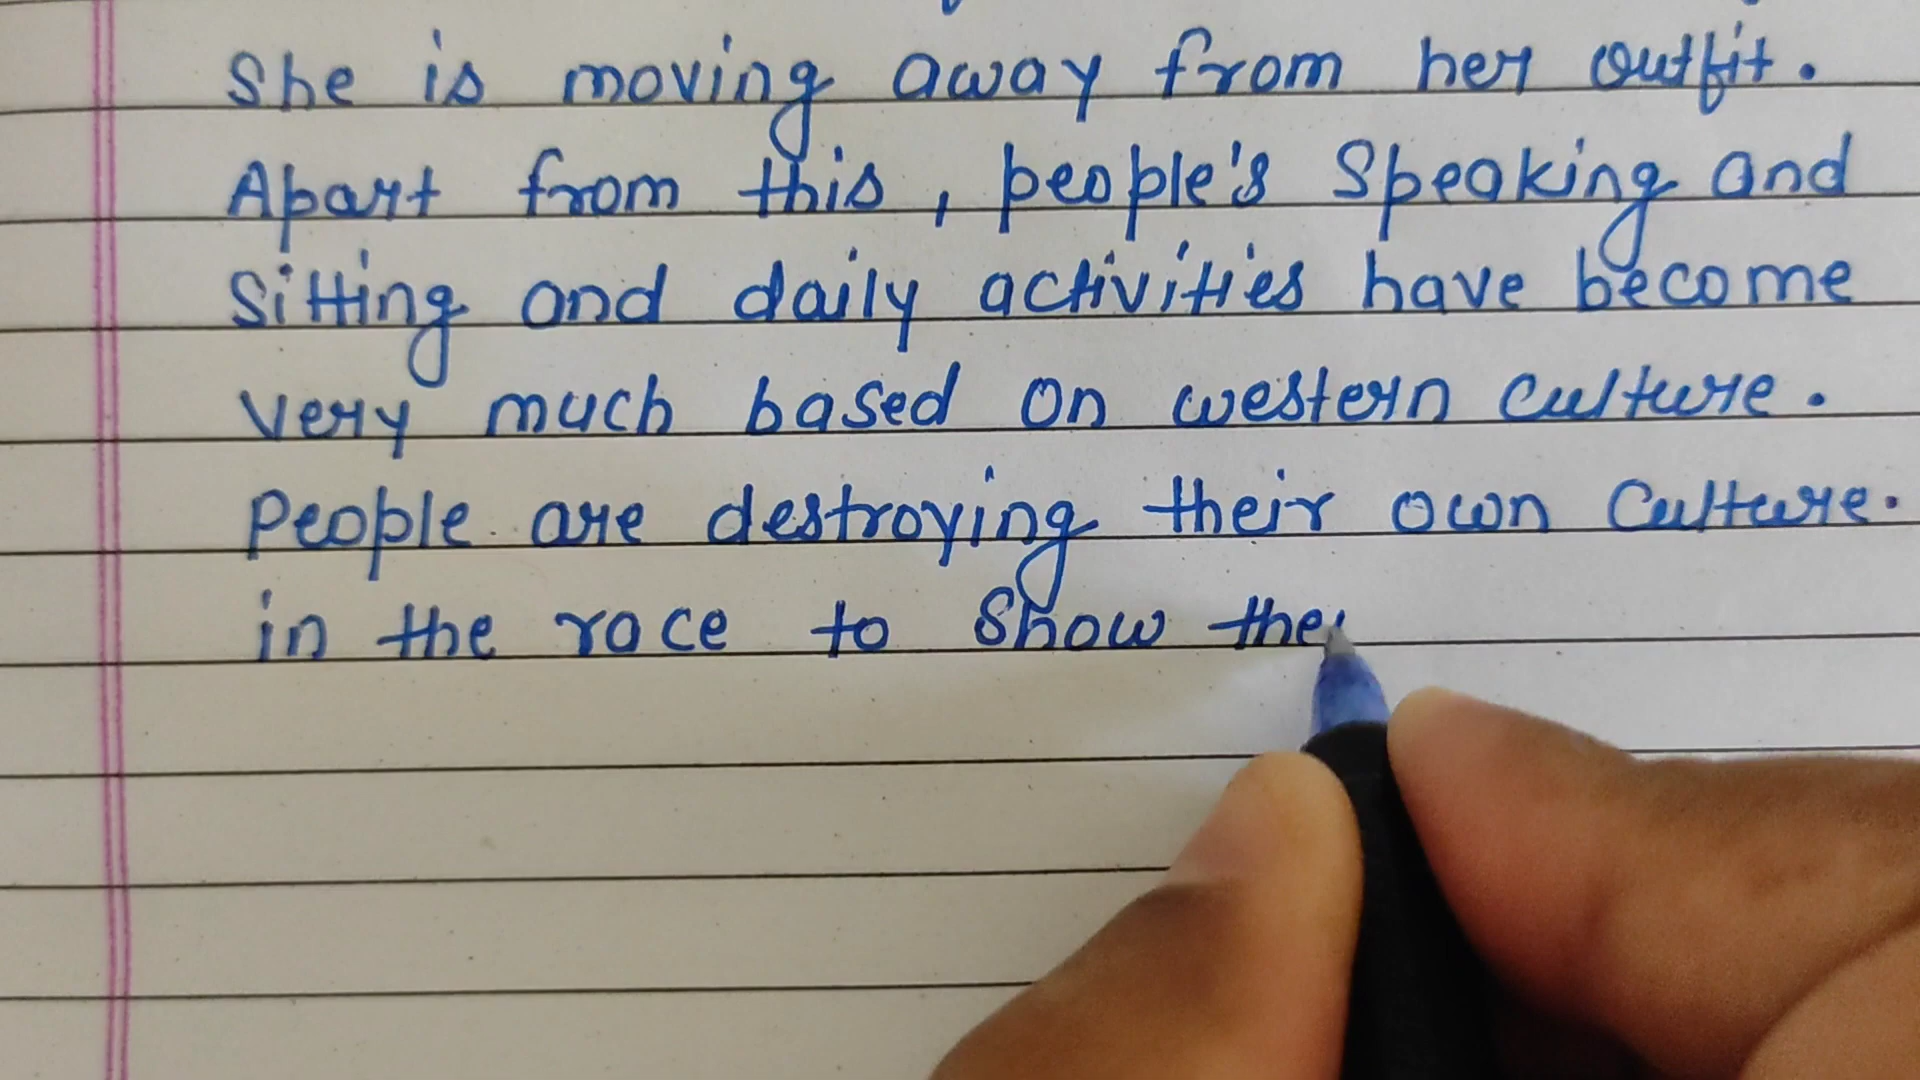 She is moving away from her outfit.
Apart from this, people's Speaking and
Sitting and daily activities have become
very much based on western culture.
People are destroying their own Culture.
in the race to Show the